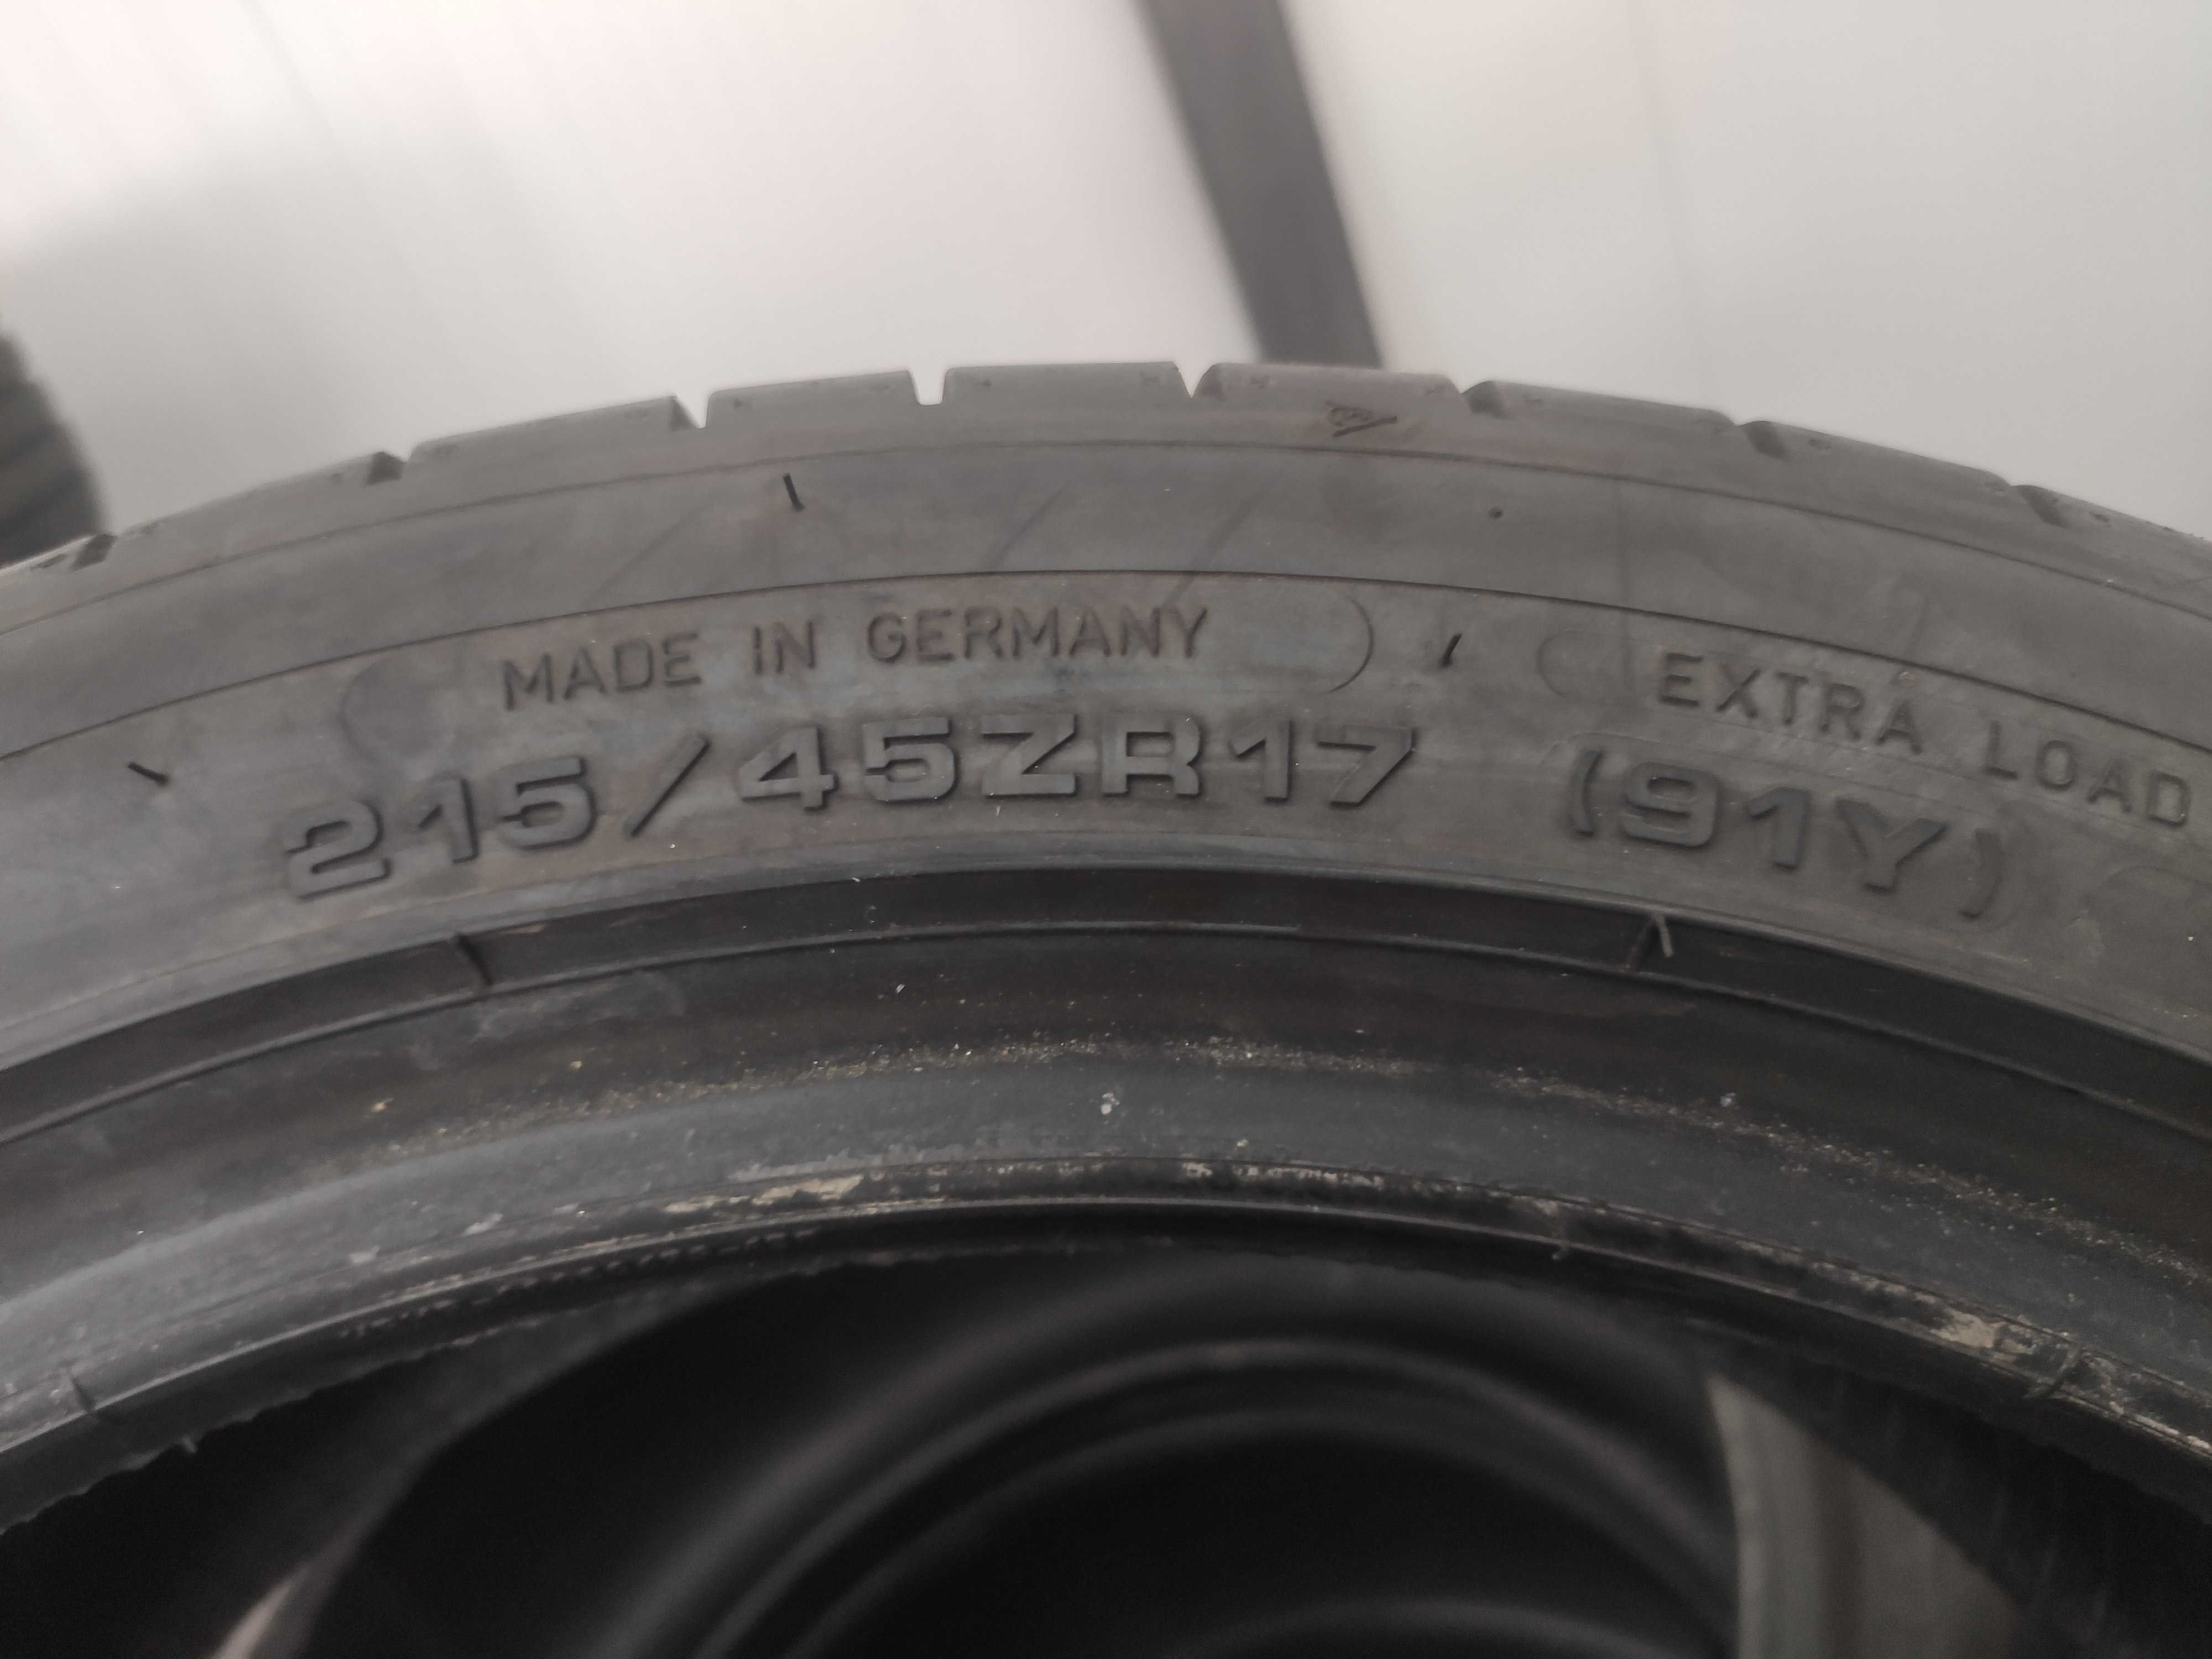 MADE IN GERMANY
EXTRA LOAD
215/45ZR17 (91Y)